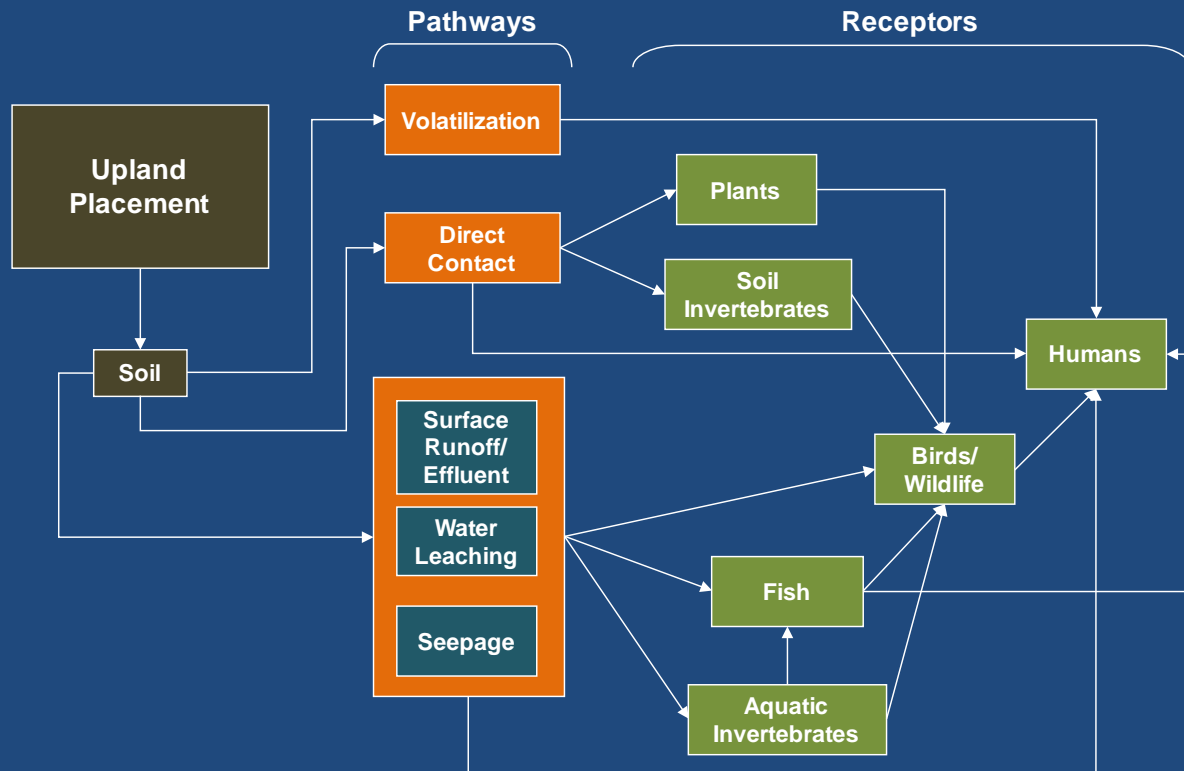 Pathways
Receptors
Upland
Placement
Soil
Volatilization
Direct
Contact
Surface
Runoff/
Effluent
Water
Leaching
Seepage
Plants
Soil
Invertebrates
Humans
Birds/
Wildlife
Fish
Aquatic
Invertebrates